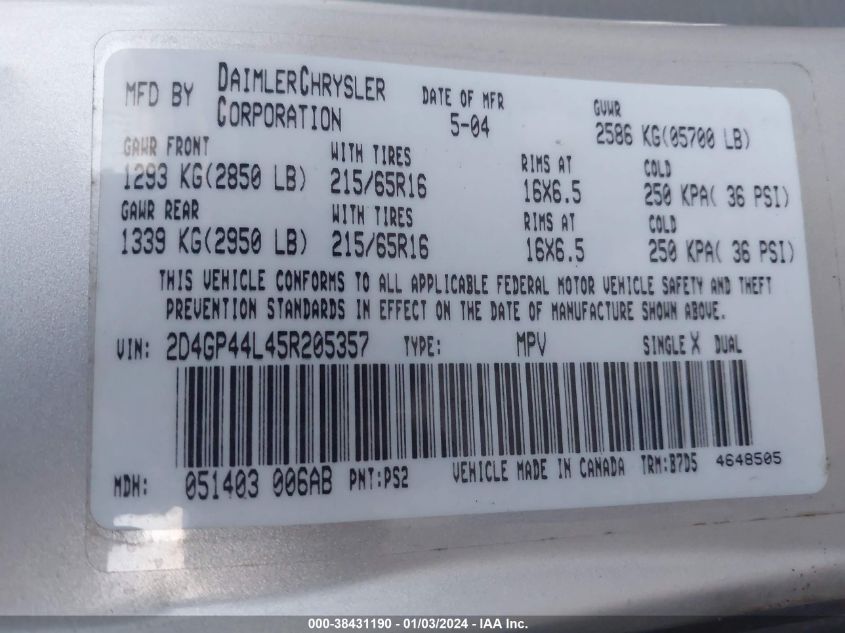 MFD BY DAIMLERCHRYSLER CORPORATION DATE OF MFR 5-04 GVWR 2586 KG(05700 LB)
GAWR FRONT WITH TIRES RIMS AT COLD
1293 KG(2850 LB) 215/65R16 16X6.5 250 KPA( 36 PSI)
GAWR REAR WITH TIRES RIMS AT COLD
1339 KG(2950 LB) 215/65R16 16X6.5 250 KPA( 36 PSI)
THIS VEHICLE CONFORMS TO ALL APPLICABLE FEDERAL MOTOR VEHICLE SAFETY AND THEFT
PREVENTION STANDARDS IN EFFECT ON THE DATE OF MANUFACTURE SHOWN ABOVE.
VIN: 2D4GP44L45R205357 TYPE: MPV SINGLE X DUAL
MDH: 051403 006AB PNT:PS2 VEHICLE MADE IN CANADA TRM:B7D5 4648505
000-38431190 - 01/03/2024 - IAA Inc.